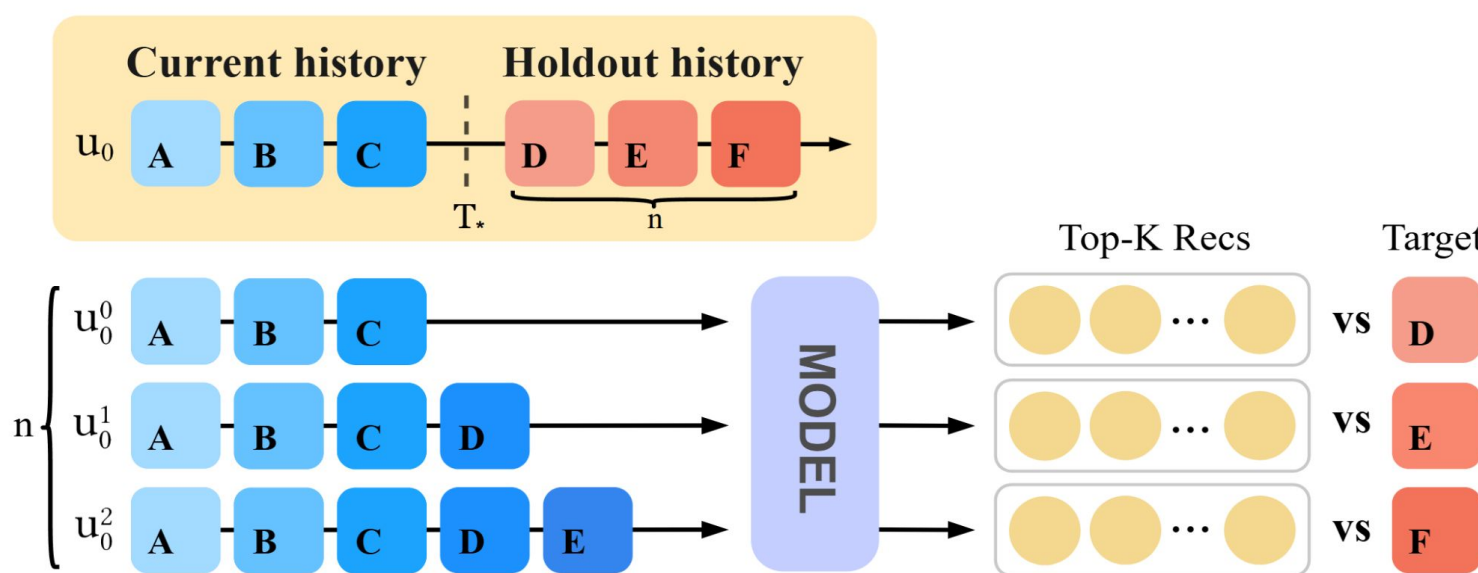 Current history Holdout history
u₀ A B C D E F
T* n
Top-K Recs Target
u₀⁰ A B C ... vs D
n u₀¹ A B C D MODEL ... vs E
u₀² A B C D E ... vs F